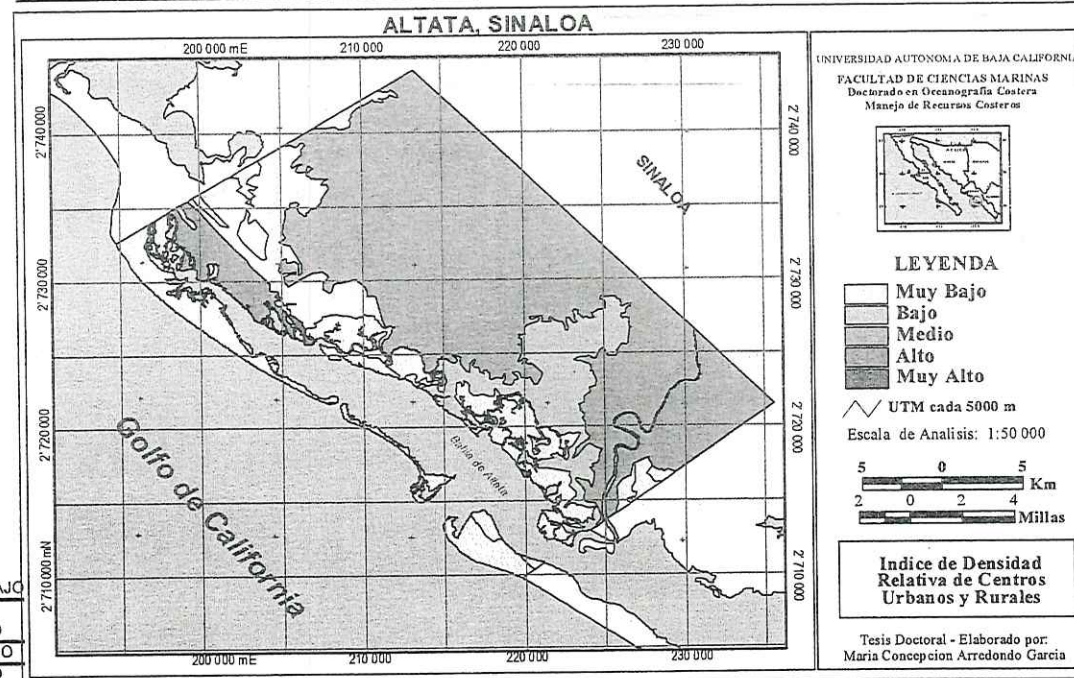 ALTATA, SINALOA
200 000 mE
210 000
220 000
230 000
2'740 000
2'730 000
2'720 000
2'710 000 mN
2'740 000
2'730 000
2'720 000
2'710 000
SINALOA
Golfo de California
Bahia de Altata
200 000 mE
210 000
220 000
230 000
UNIVERSIDAD AUTONOMA DE BAJA CALIFORNIA
FACULTAD DE CIENCIAS MARINAS
Doctorado en Oceanografía Costera
Manejo de Recursos Costeros
LEYENDA
Muy Bajo
Bajo
Medio
Alto
Muy Alto
UTM cada 5000 m
Escala de Analisis: 1:50 000
5 0 5
Km
2 0 2 4
Millas
Indice de Densidad
Relativa de Centros
Urbanos y Rurales
Tesis Doctoral - Elaborado por:
Maria Concepcion Arredondo Garcia
AJO
O